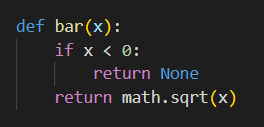 def bar(x):
    if x < 0:
        return None
    return math.sqrt(x)